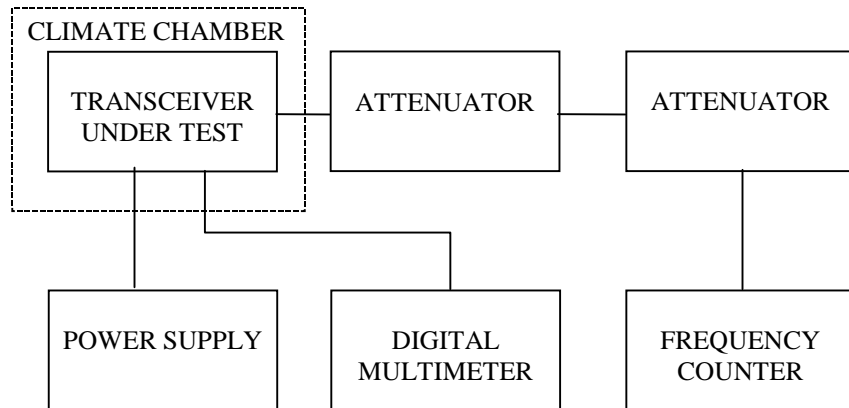 CLIMATE CHAMBER
TRANSCEIVER
UNDER TEST
ATTENUATOR
ATTENUATOR
POWER SUPPLY
DIGITAL
MULTIMETER
FREQUENCY
COUNTER